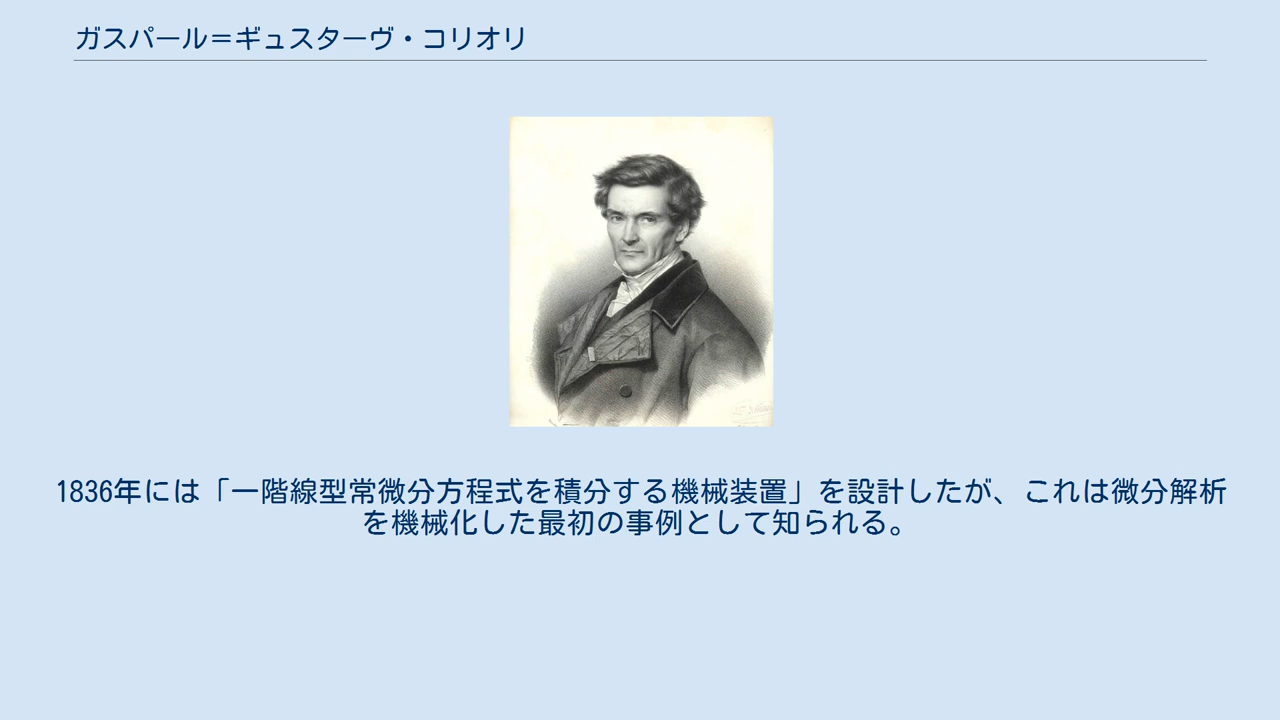 ガスパール＝ギュスターヴ・コリオリ
1836年には「一階線型常微分方程式を積分する機械装置」を設計したが、これは微分解析
を機械化した最初の事例として知られる。